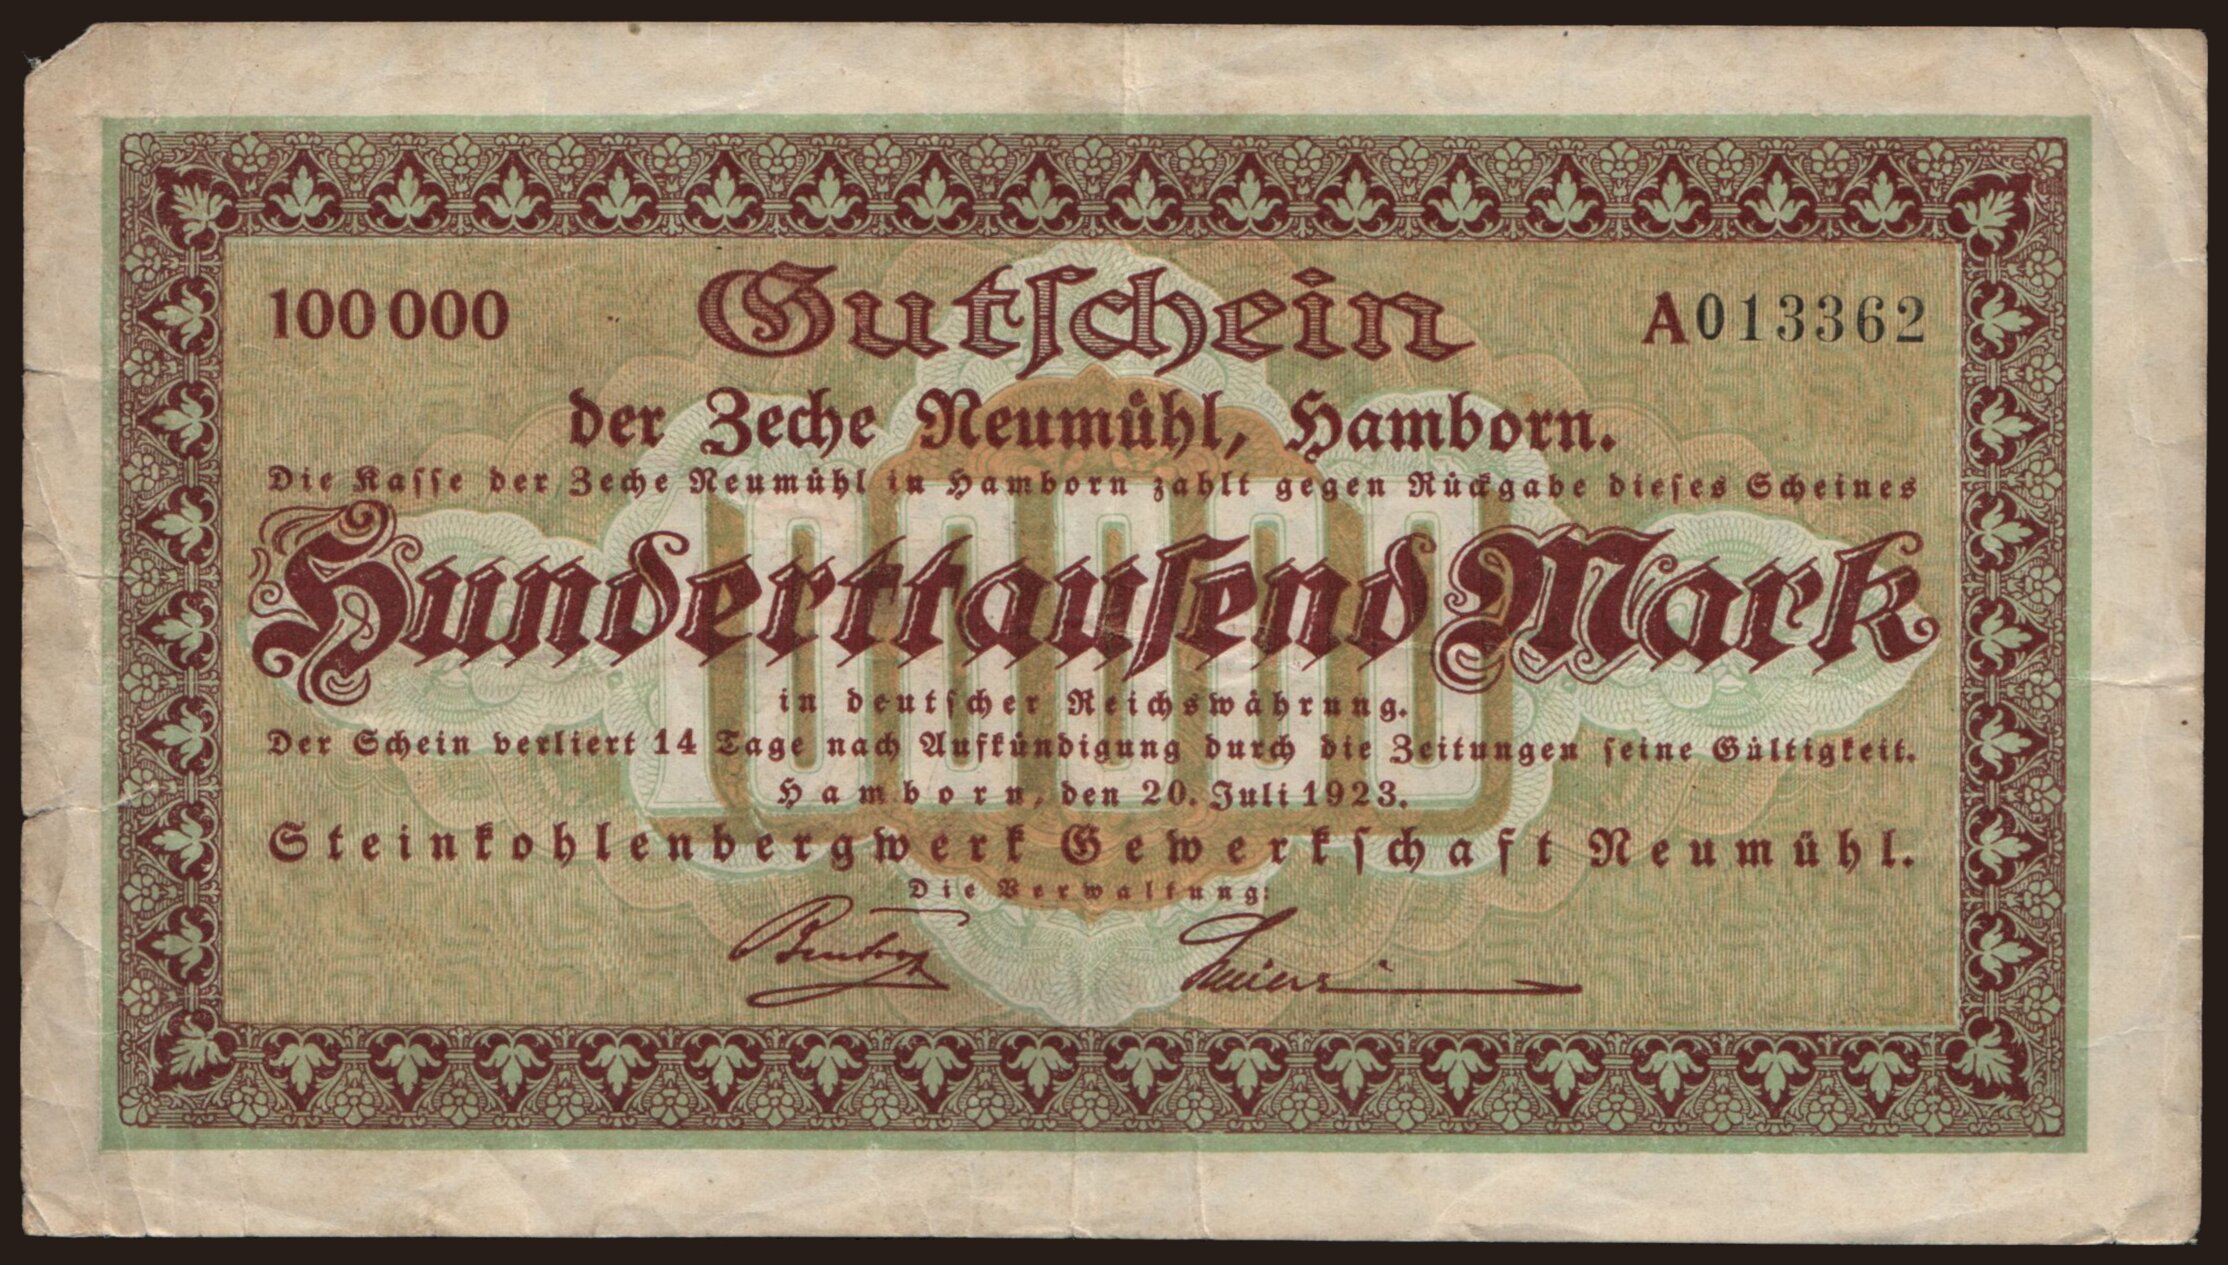 100 000
Gutschein
A013362
der Zeche Neumühl, Hamborn.
Die Kasse der Zeche Neumühl in Hamborn zahlt gegen Rückgabe dieses Scheines
100000
Hunderttausend Mark
in deutscher Reichswährung.
Der Schein verliert 14 Tage nach Aufkündigung durch die Zeitungen seine Gültigkeit.
Hamborn, den 20. Juli 1923.
Steinkohlenbergwerk Gewerkschaft Neumühl.
Die Verwaltung: